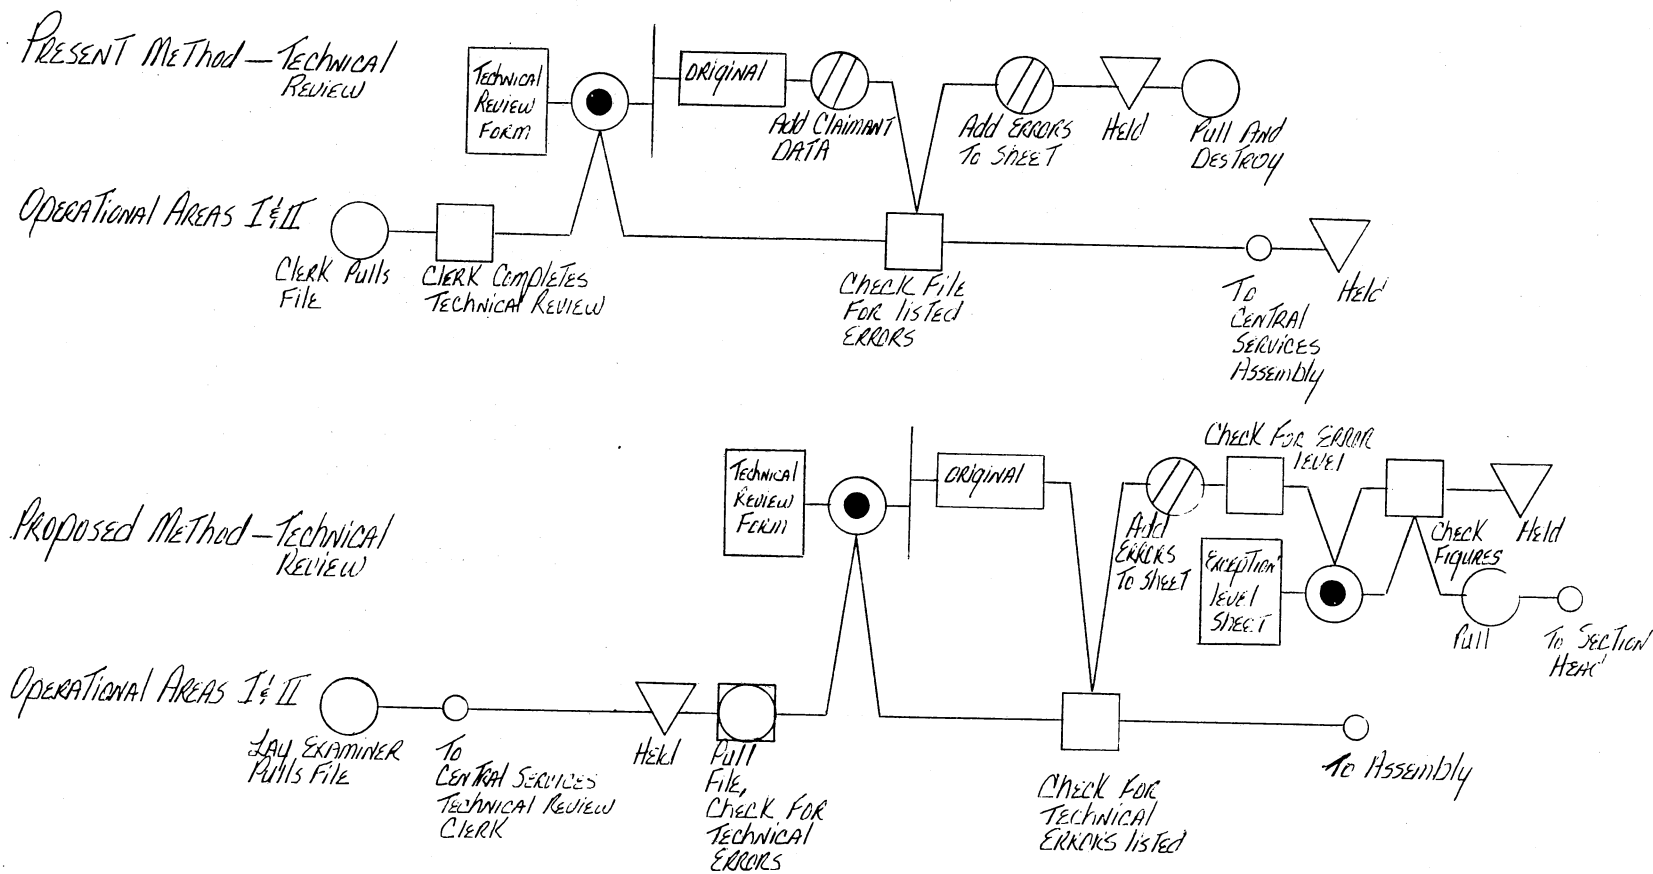 PRESENT METHOD — TECHNICAL
REVIEW
TECHNICAL
REVIEW
FORM
ORIGINAL
Add CLAIMANT
DATA
Add ERRORS
To SHEET
HELD
Pull AND
DESTROY
OPERATIONAL AREAS I & II
CLERK Pulls
File
CLERK COMPLETES
TECHNICAL REVIEW
CHECK FILE
FOR listed
ERRORS
To
CENTRAL
SERVICES
Assembly
HELD
PROPOSED METHOD — TECHNICAL
REVIEW
TECHNICAL
REVIEW
FORM
ORIGINAL
Add
ERRORS
To SHEET
CHECK FOR ERROR
LEVEL
EXCEPTION
LEVEL
SHEET
CHECK
FIGURES
HELD
Pull
To SECTION
HEAD
OPERATIONAL AREAS I & II
LAY EXAMINER
Pulls File
To
CENTRAL SERVICES
TECHNICAL REVIEW
CLERK
HELD
Pull
FILE,
CHECK FOR
TECHNICAL
ERRORS
CHECK FOR
TECHNICAL
ERRORS listed
To Assembly